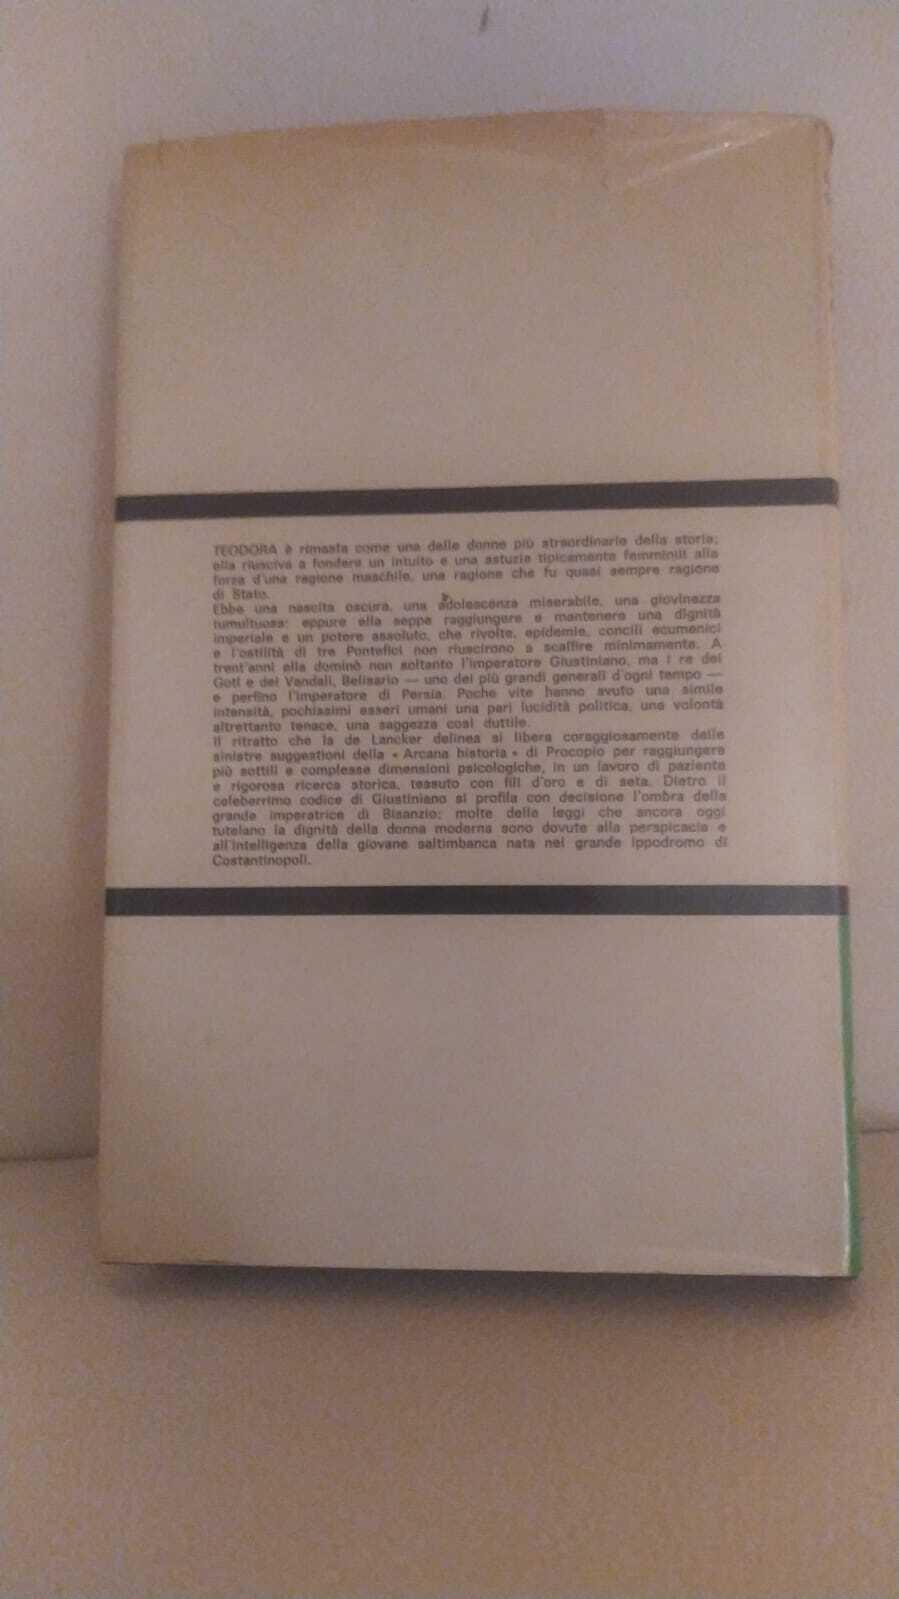 TEODORA è rimasta come una delle donne più straordinarie della storia;
ella riusciva a fondere un intuito e una astuzia tipicamente femminili alla
forza d'una ragione maschile, una ragione che fu quasi sempre ragione
di Stato.
Ebbe una nascita oscura, una adolescenza miserabile, una giovinezza
tumultuosa; eppure ella seppe raggiungere e mantenere una dignità
imperiale e un potere assoluto, che rivolte, epidemie, concili ecumenici
e l'ostilità di tre Pontefici non riuscirono a scalfire minimamente. A
trent'anni ella dominò non soltanto l'imperatore Giustiniano, ma i re dei
Goti e dei Vandali, Belisario — uno dei più grandi generali d'ogni tempo —
e perfino l'imperatore di Persia. Poche vite hanno avuto una simile
intensità, pochissimi esseri umani una pari lucidità politica, una volontà
altrettanto tenace, una saggezza così duttile.
Il ritratto che la de Lancker delinea si libera coraggiosamente delle
sinistre suggestioni della « Arcana historia » di Procopio per raggiungere
più sottili e complesse dimensioni psicologiche, in un lavoro di paziente
e rigorosa ricerca storica, tessuto con fili d'oro e di seta. Dietro il
celeberrimo codice di Giustiniano si profila con decisione l'ombra della
grande imperatrice di Bisanzio; molte delle leggi che ancora oggi
tutelano la dignità della donna moderna sono dovute alla perspicacia e
all'intelligenza della giovane saltimbanca nata nel grande Ippodromo di
Costantinopoli.